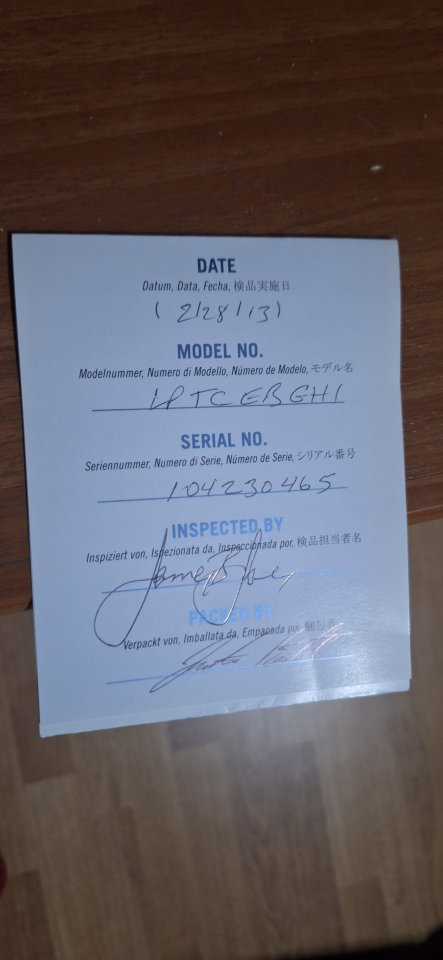 DATE
Datum, Data, Fecha, 検品実施日
( 2/28/13)
MODEL NO.
Modelnummer, Numero di Modello, Número de Modelo, モデル名
LPTCEBGH1
SERIAL NO.
Seriennummer, Numero di Serie, Número de Serie, シリアル番号
104230465
INSPECTED BY
Inspiziert von, Ispezionata da, Inspeccionada por, 検品担当者名
PACKED BY
Verpackt von, Imballata da, Empacada por,